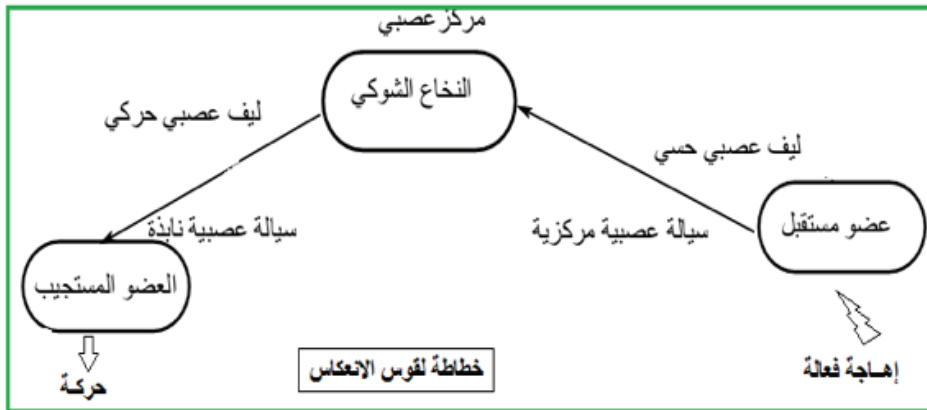 مركز عصبي
النخاع الشوكي
ليف عصبي حركي
ليف عصبي حسي
عضو مستقبل
سيالة عصبية نابذة
سيالة عصبية مركزية
العضو المستجيب
إهاجة فعالة
خطاطة لقوس الانعكاس
حركة